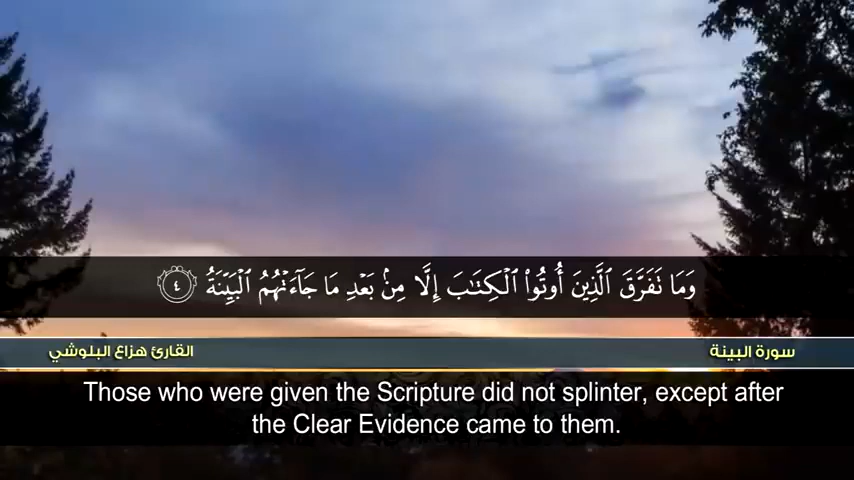 وَمَا تَفَرَّقَ ٱلَّذِينَ أُوتُوا۟ ٱلْكِتَٰبَ إِلَّا مِنۢ بَعْدِ مَا جَآءَتْهُمُ ٱلْبَيِّنَةُ ٤
سورة البينة
القارئ هزاع البلوشي
Those who were given the Scripture did not splinter, except after
the Clear Evidence came to them.